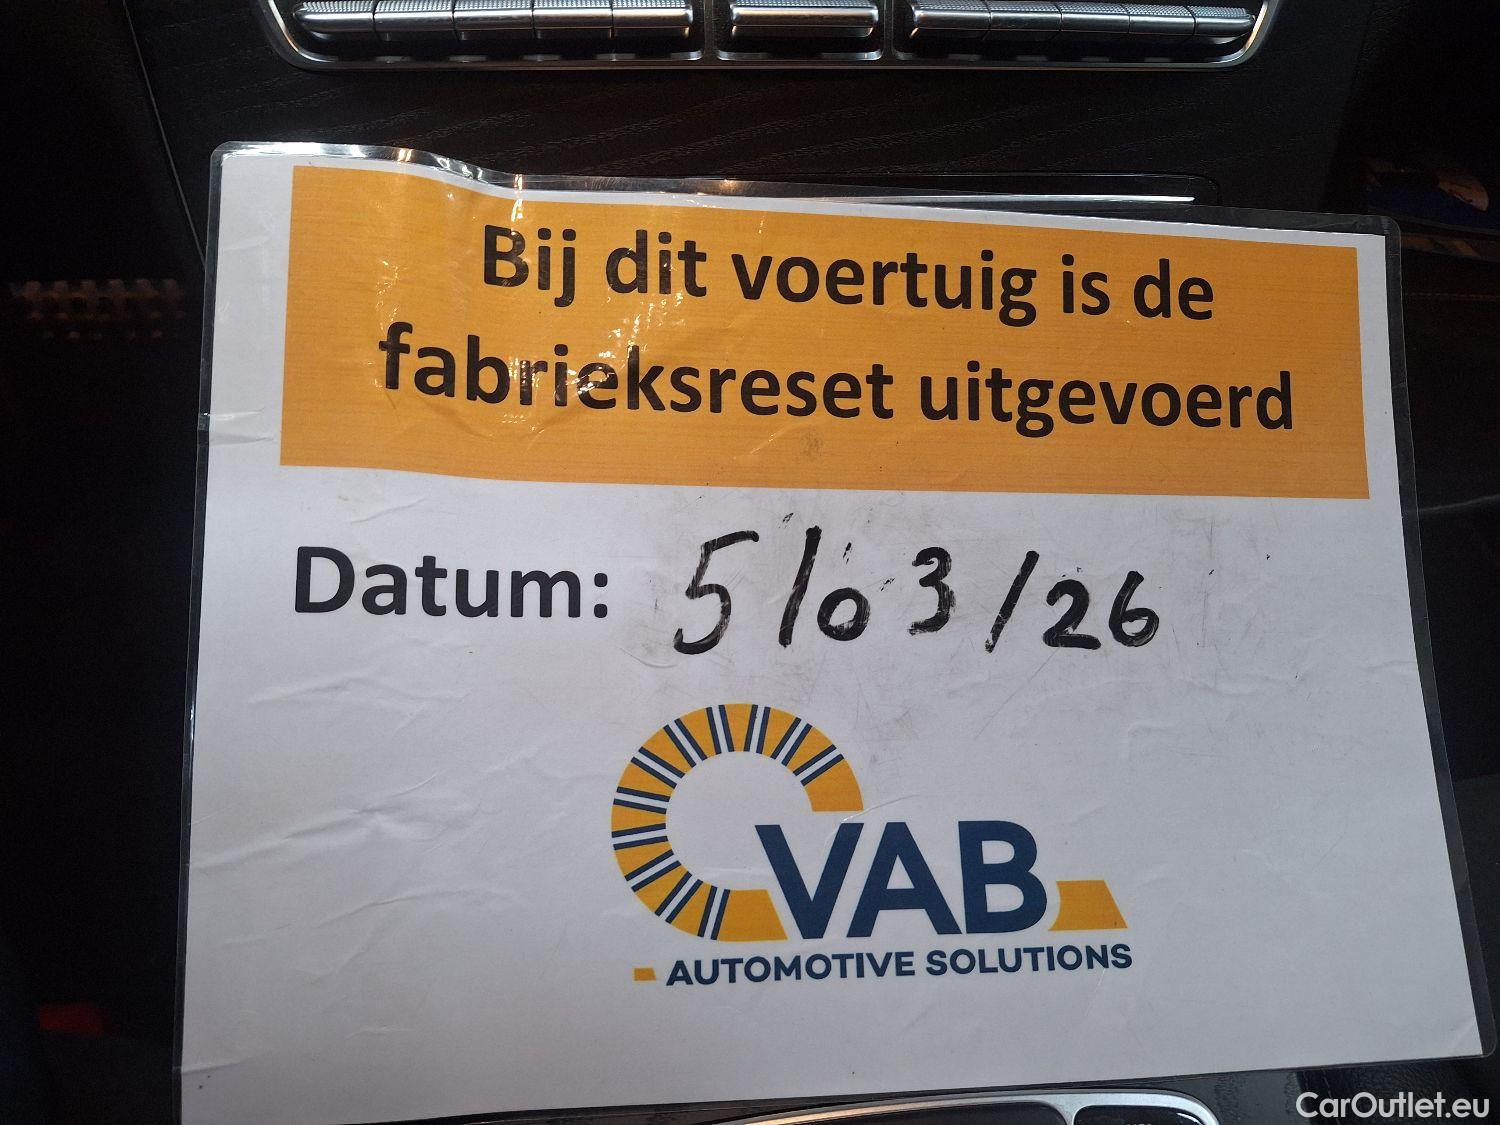 Bij dit voertuig is de
fabrieksreset uitgevoerd
Datum: 5/03/26
VAB
AUTOMOTIVE SOLUTIONS
CarOutlet.eu